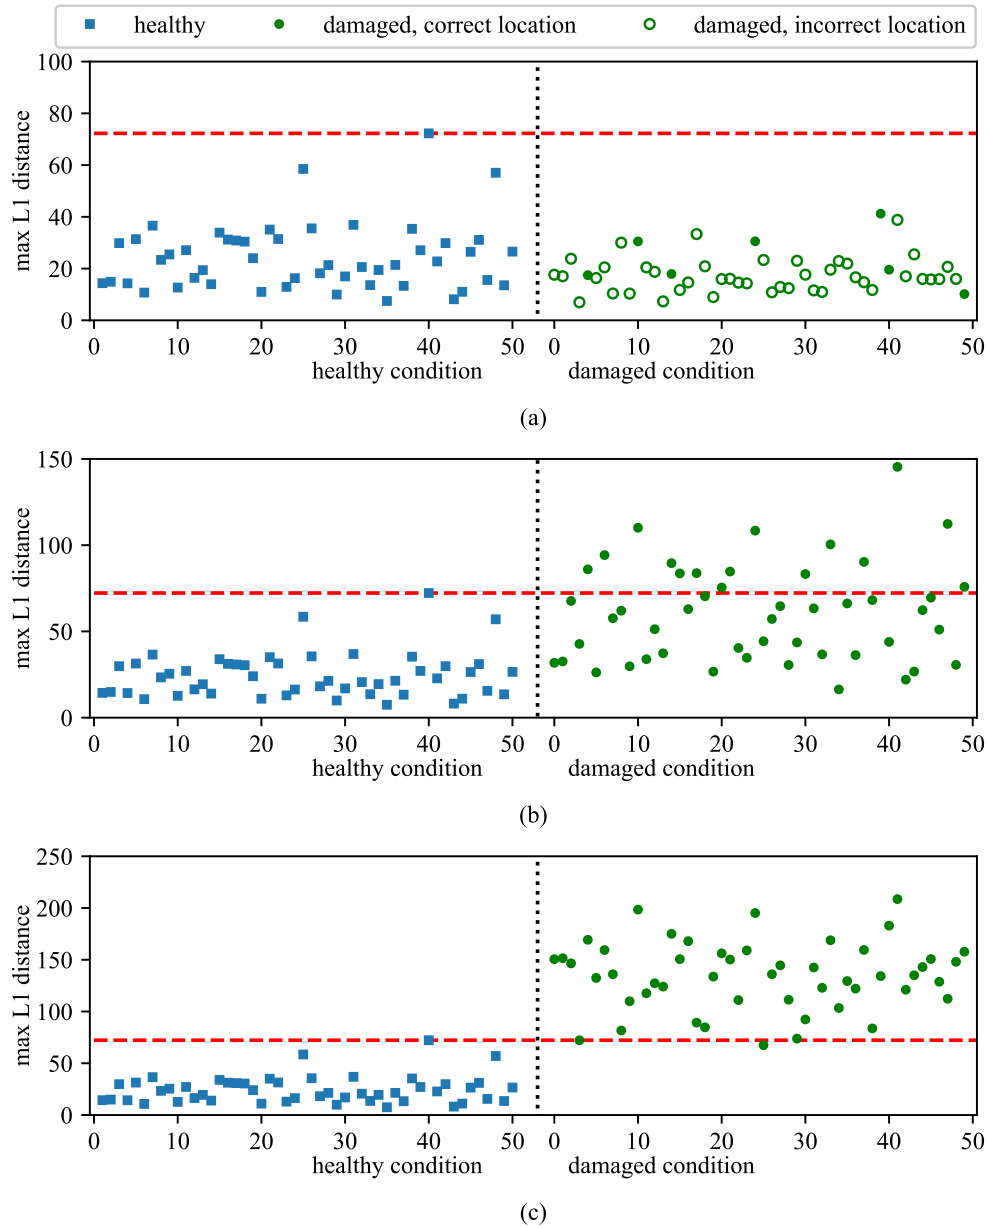 healthy damaged, correct location damaged, incorrect location
100
80
60
40
20
0
max L1 distance
0 10 20 30 40 50 0 10 20 30 40 50
healthy condition damaged condition
(a)
150
100
50
0
max L1 distance
0 10 20 30 40 50 0 10 20 30 40 50
healthy condition damaged condition
(b)
250
200
150
100
50
0
max L1 distance
0 10 20 30 40 50 0 10 20 30 40 50
healthy condition damaged condition
(c)